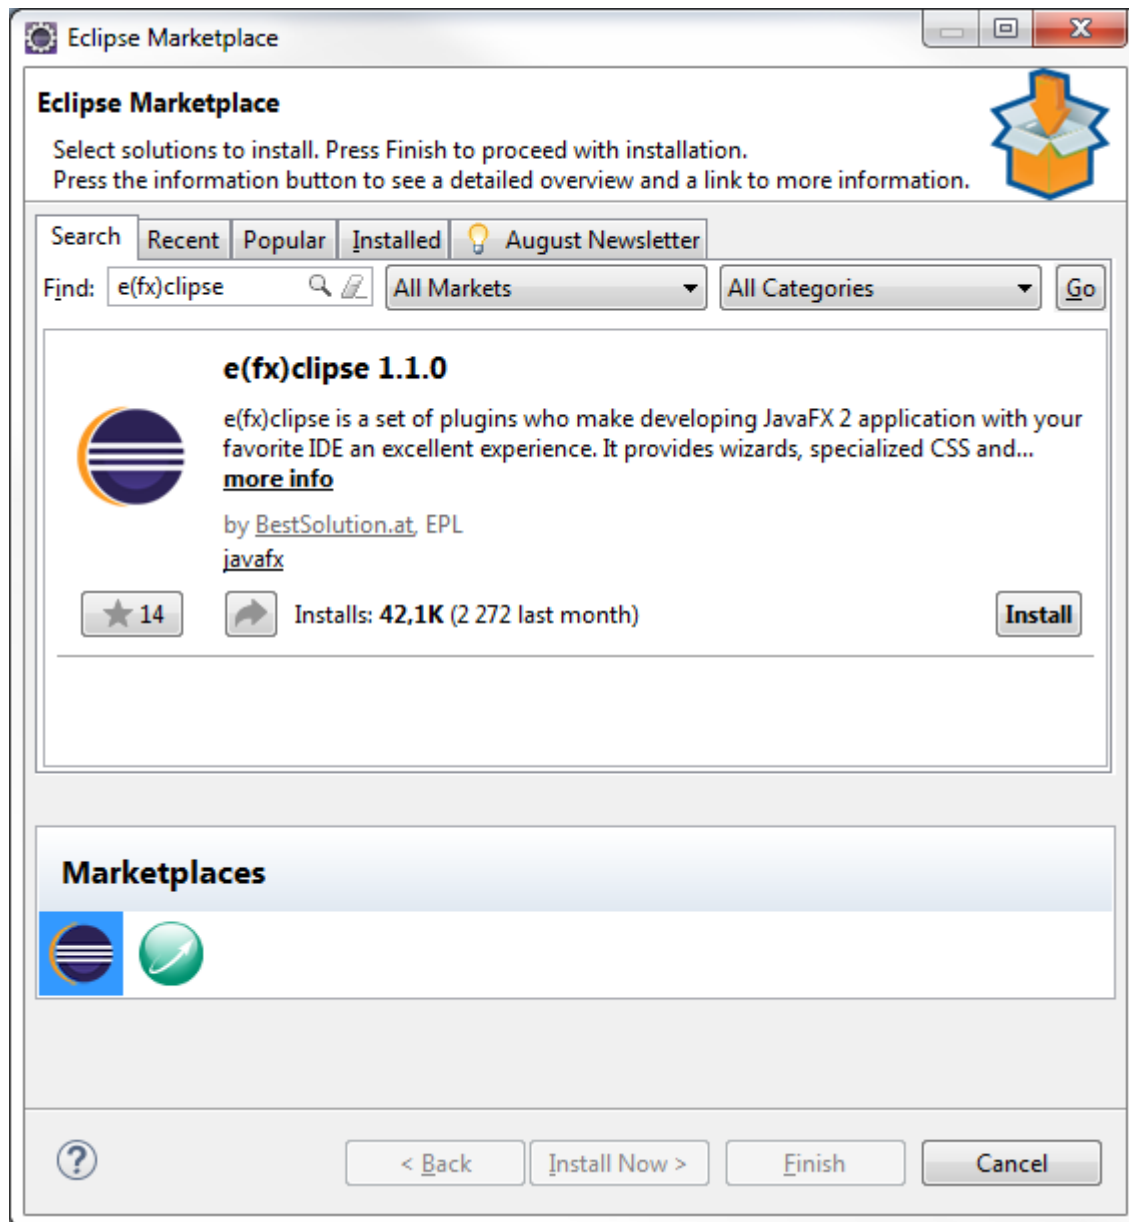 Eclipse Marketplace
Eclipse Marketplace
Select solutions to install. Press Finish to proceed with installation.
Press the information button to see a detailed overview and a link to more information.
Search Recent Popular Installed August Newsletter
Find: e(fx)clipse All Markets All Categories Go
e(fx)clipse 1.1.0
e(fx)clipse is a set of plugins who make developing JavaFX 2 application with your
favorite IDE an excellent experience. It provides wizards, specialized CSS and...
more info
by BestSolution.at, EPL
javafx
14 Installs: 42,1K (2 272 last month) Install
Marketplaces
? < Back Install Now > Finish Cancel